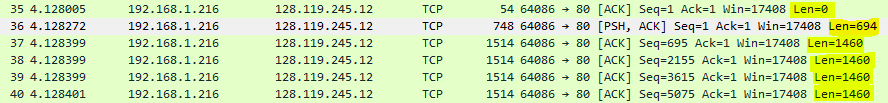 35 4.128005 192.168.1.216 128.119.245.12 TCP 54 64086 → 80 [ACK] Seq=1 Ack=1 Win=17408 Len=0
36 4.128272 192.168.1.216 128.119.245.12 TCP 748 64086 → 80 [PSH, ACK] Seq=1 Ack=1 Win=17408 Len=694
37 4.128399 192.168.1.216 128.119.245.12 TCP 1514 64086 → 80 [ACK] Seq=695 Ack=1 Win=17408 Len=1460
38 4.128399 192.168.1.216 128.119.245.12 TCP 1514 64086 → 80 [ACK] Seq=2155 Ack=1 Win=17408 Len=1460
39 4.128399 192.168.1.216 128.119.245.12 TCP 1514 64086 → 80 [ACK] Seq=3615 Ack=1 Win=17408 Len=1460
40 4.128401 192.168.1.216 128.119.245.12 TCP 1514 64086 → 80 [ACK] Seq=5075 Ack=1 Win=17408 Len=1460